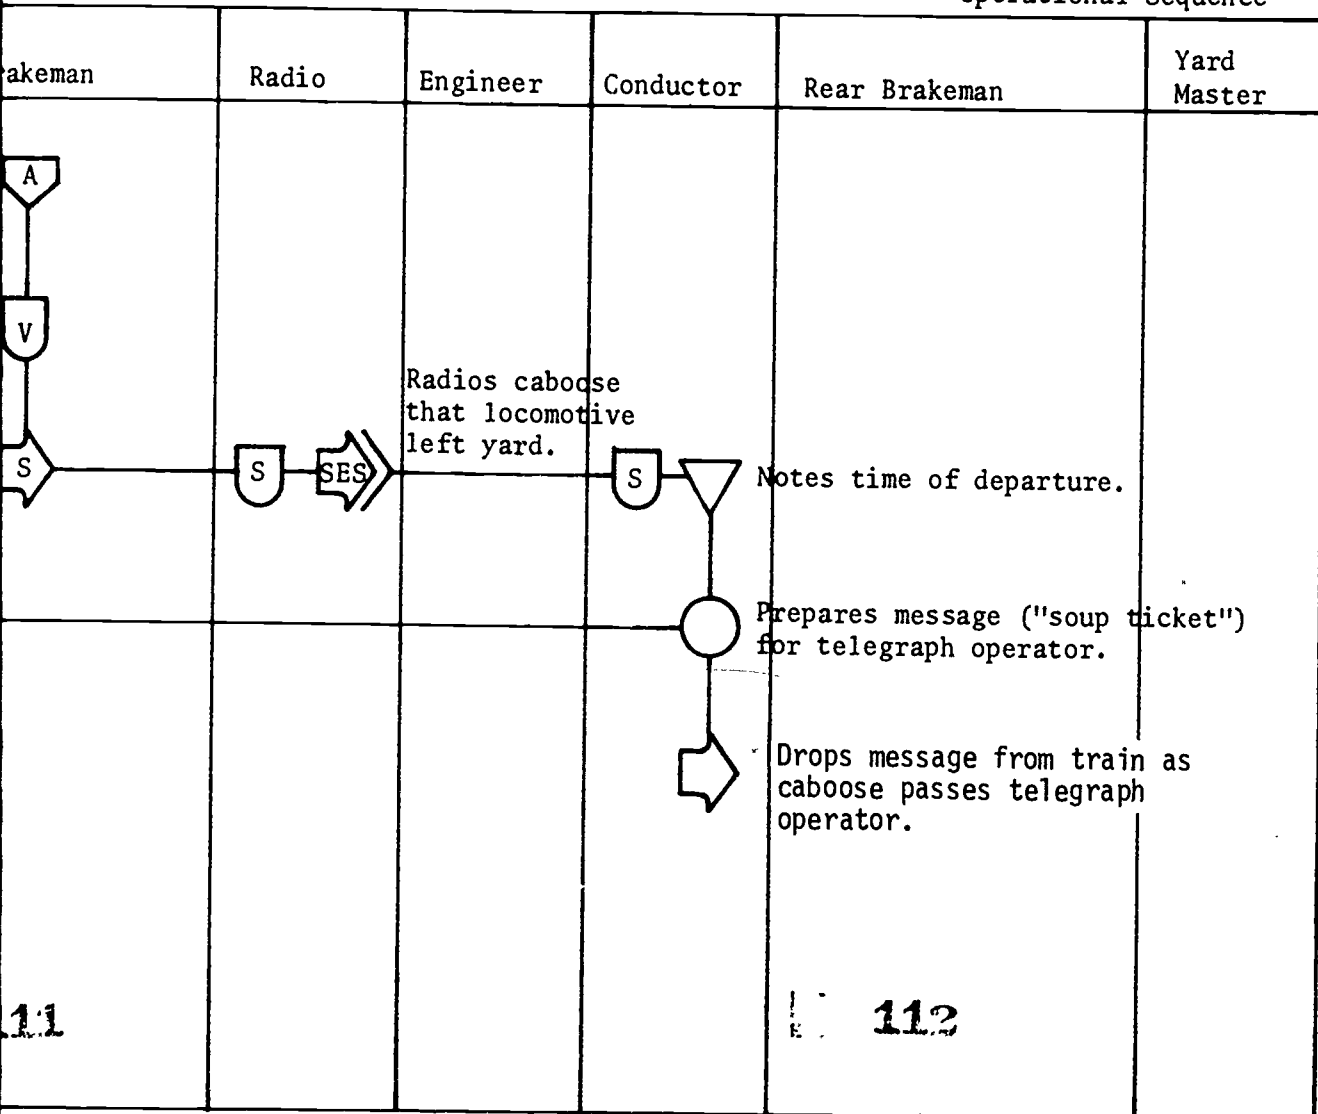 akeman
Radio
Engineer
Conductor
Rear Brakeman
Yard
Master
A
V
Radios caboose
that locomotive
left yard.
S
S
SES
S
Notes time of departure.
Prepares message ("soup ticket")
for telegraph operator.
Drops message from train as
caboose passes telegraph
operator.
112